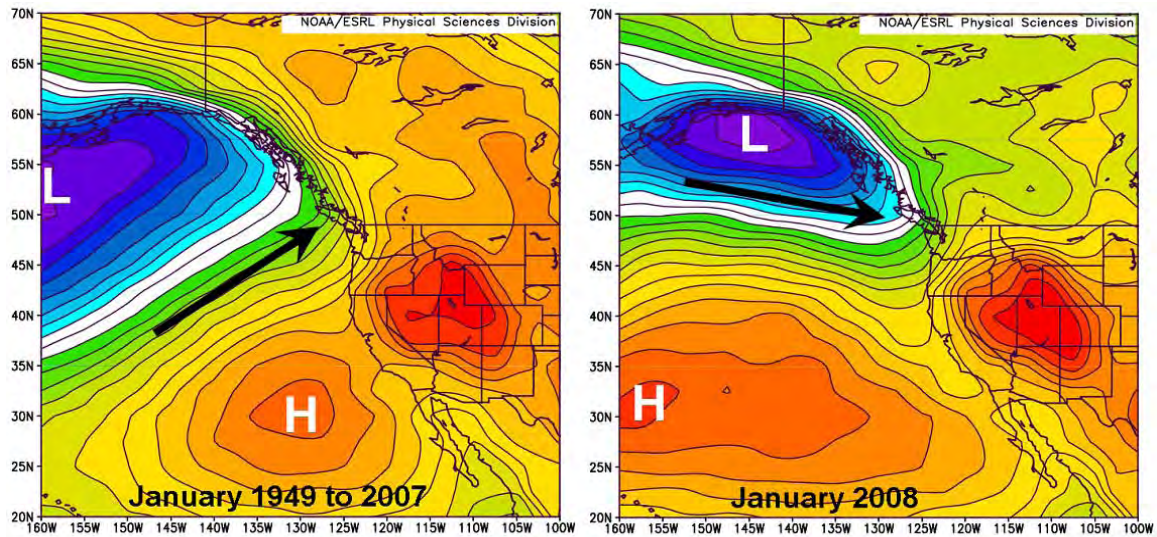 NOAA/ESRL Physical Sciences Division
70N
65N
60N
55N
50N
45N
40N
35N
30N
25N
20N
L
H
January 1949 to 2007
160W 155W 150W 145W 140W 135W 130W 125W 120W 115W 110W 105W 100W
NOAA/ESRL Physical Sciences Division
70N
65N
60N
55N
50N
45N
40N
35N
30N
25N
20N
L
H
January 2008
160W 155W 150W 145W 140W 135W 130W 125W 120W 115W 110W 105W 100W